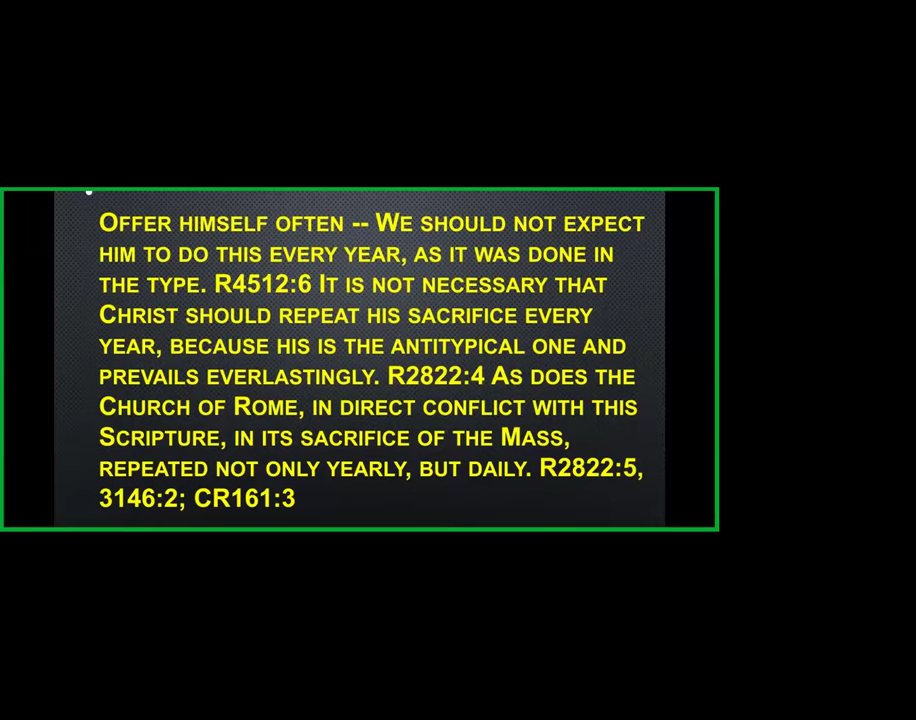 OFFER HIMSELF OFTEN -- WE SHOULD NOT EXPECT
HIM TO DO THIS EVERY YEAR, AS IT WAS DONE IN
THE TYPE. R4512:6 IT IS NOT NECESSARY THAT
CHRIST SHOULD REPEAT HIS SACRIFICE EVERY
YEAR, BECAUSE HIS IS THE ANTITYPICAL ONE AND
PREVAILS EVERLASTINGLY. R2822:4 AS DOES THE
CHURCH OF ROME, IN DIRECT CONFLICT WITH THIS
SCRIPTURE, IN ITS SACRIFICE OF THE MASS,
REPEATED NOT ONLY YEARLY, BUT DAILY. R2822:5,
3146:2; CR161:3